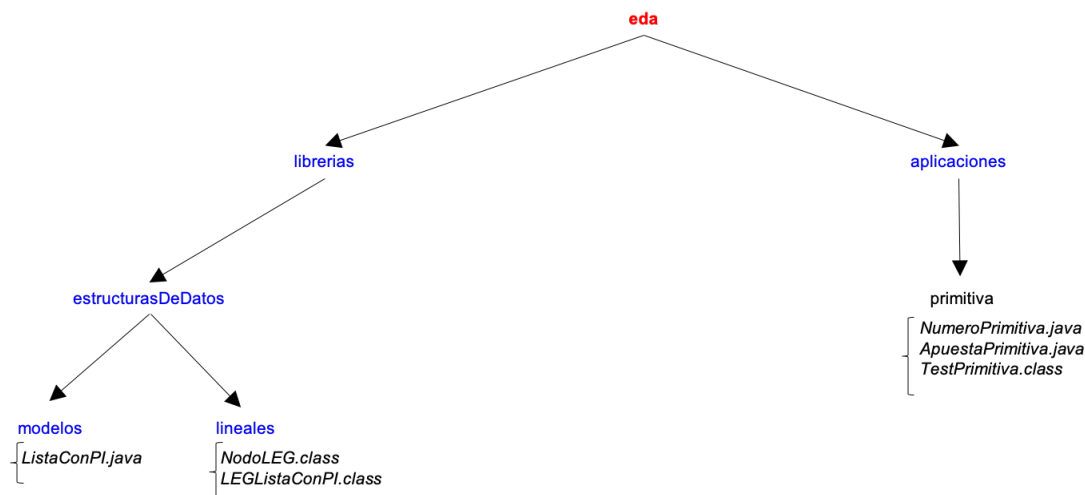 eda
librerias
aplicaciones
estructurasDeDatos
primitiva
NumeroPrimitiva.java
ApuestaPrimitiva.java
TestPrimitiva.class
modelos
ListaConPI.java
lineales
NodoLEG.class
LEGListaConPI.class